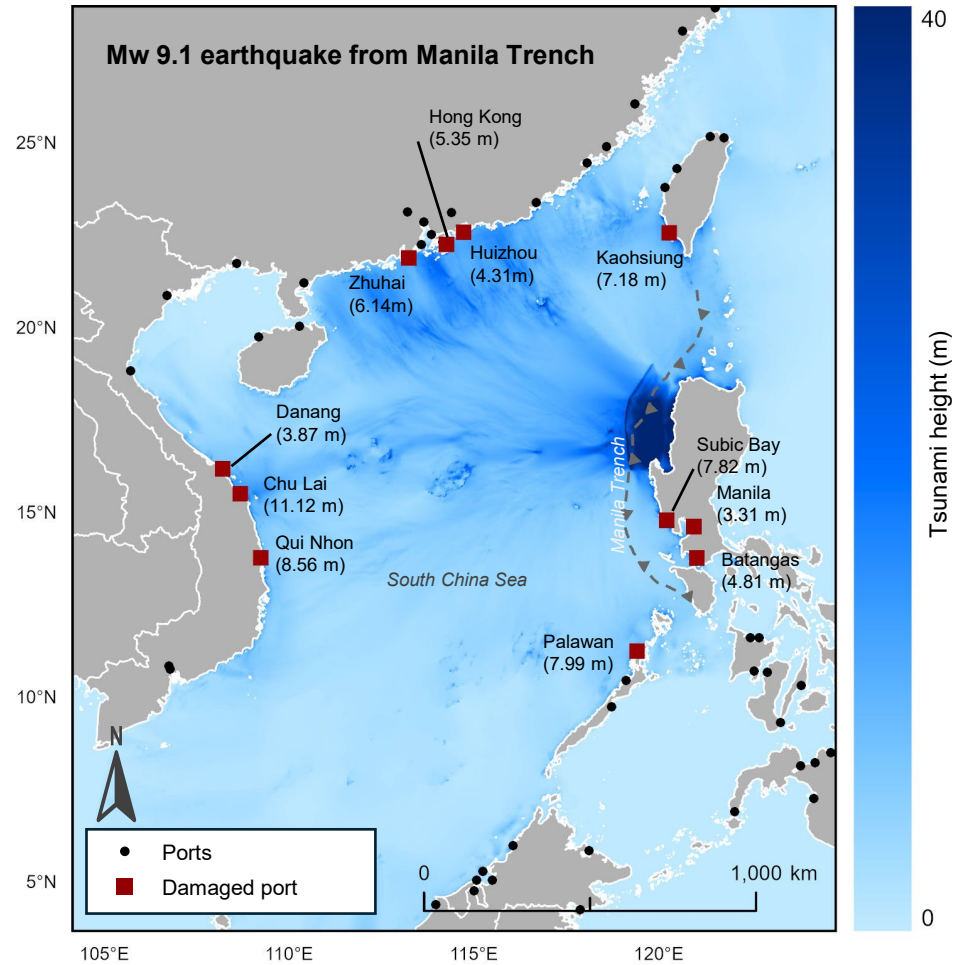 Mw 9.1 earthquake from Manila Trench
Hong Kong
(5.35 m)
Huizhou
(4.31m)
Zhuhai
(6.14m)
Kaohsiung
(7.18 m)
Danang
(3.87 m)
Chu Lai
(11.12 m)
Qui Nhon
(8.56 m)
Manila Trench
Subic Bay
(7.82 m)
Manila
(3.31 m)
Batangas
(4.81 m)
South China Sea
Palawan
(7.99 m)
N
Ports
Damaged port
0
1,000 km
25°N
20°N
15°N
10°N
5°N
105°E
110°E
115°E
120°E
40
Tsunami height (m)
0